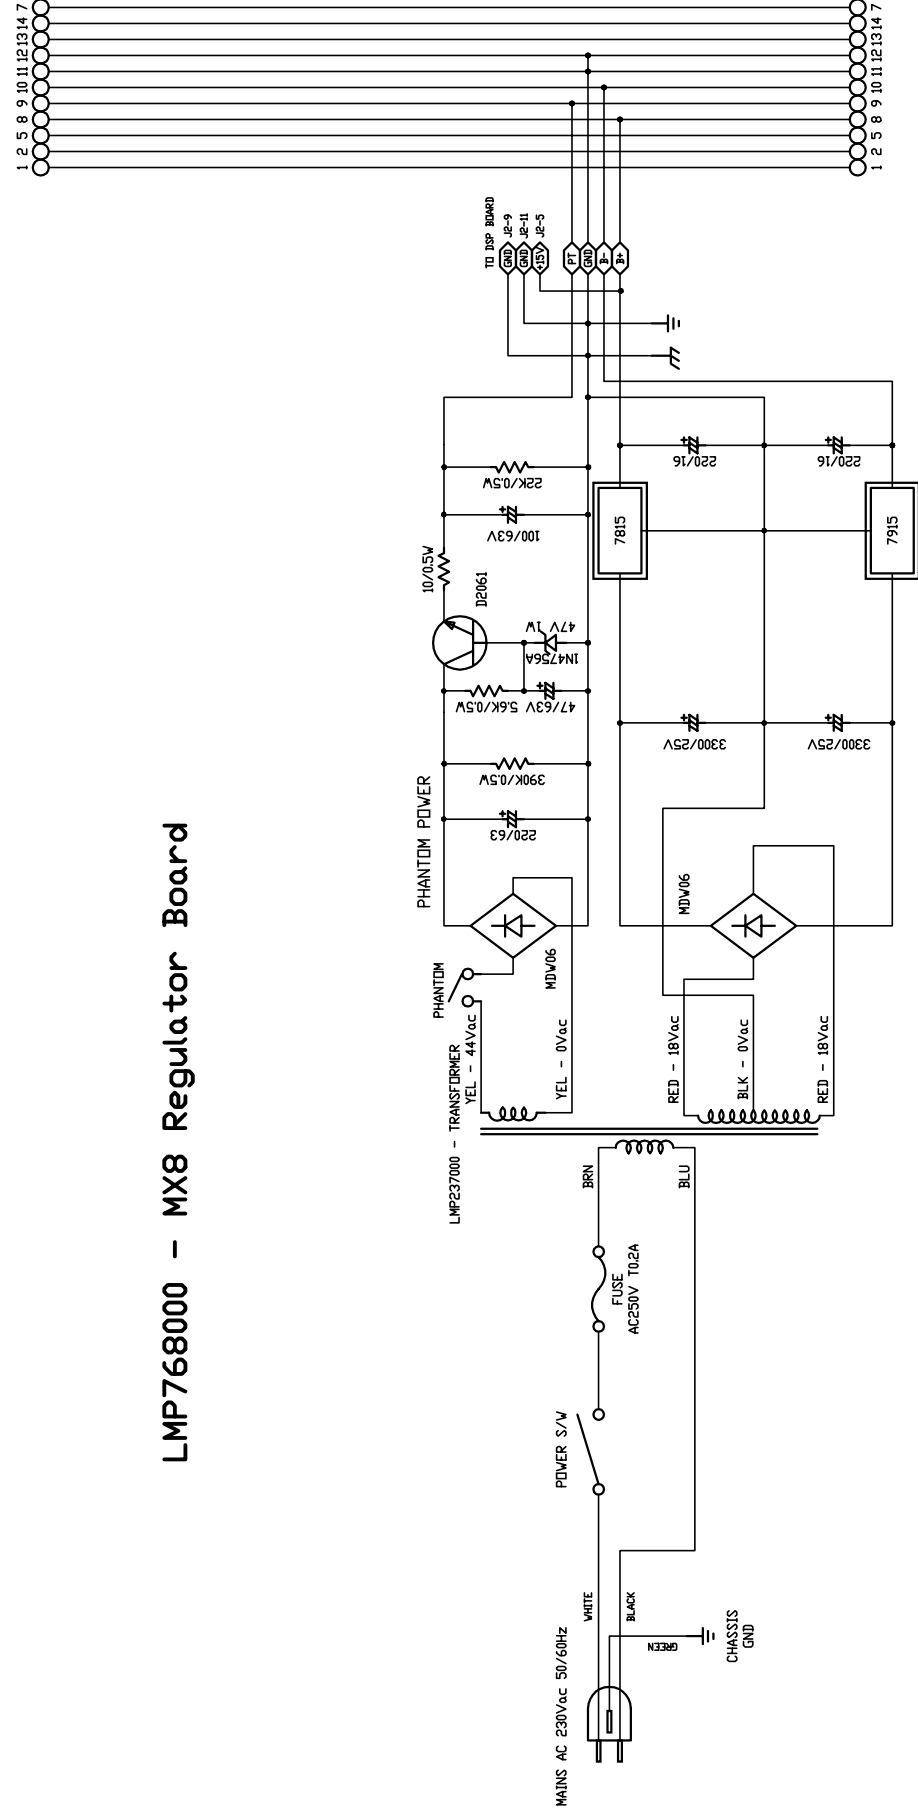 LMP768000 - MX8 Regulator Board
MAINS AC 230Vac 50/60Hz
WHITE
BLACK
GREEN
CHASSIS
GND
POWER S/W
FUSE
AC250V T0.2A
BRN
BLU
LMP237000 - TRANSFORMER
YEL - 44Vac
YEL - 0Vac
RED - 18Vac
BLK - 0Vac
RED - 18Vac
PHANTOM
MDW06
MDW06
PHANTOM POWER
220/63
390K/0.5W
5.6K/0.5W
47/63V
1N4756A
47V 1W
D2061
10/0.5W
100/63V
22K/0.5W
3300/25V
3300/25V
7815
7915
220/16
220/16
TO DSP BOARD
J2-9
J2-11
J2-5
GND
GND
+15V
PT
GND
B-
B+
7
14
13
12
11
10
9
8
5
2
1
7
14
13
12
11
10
9
8
5
2
1